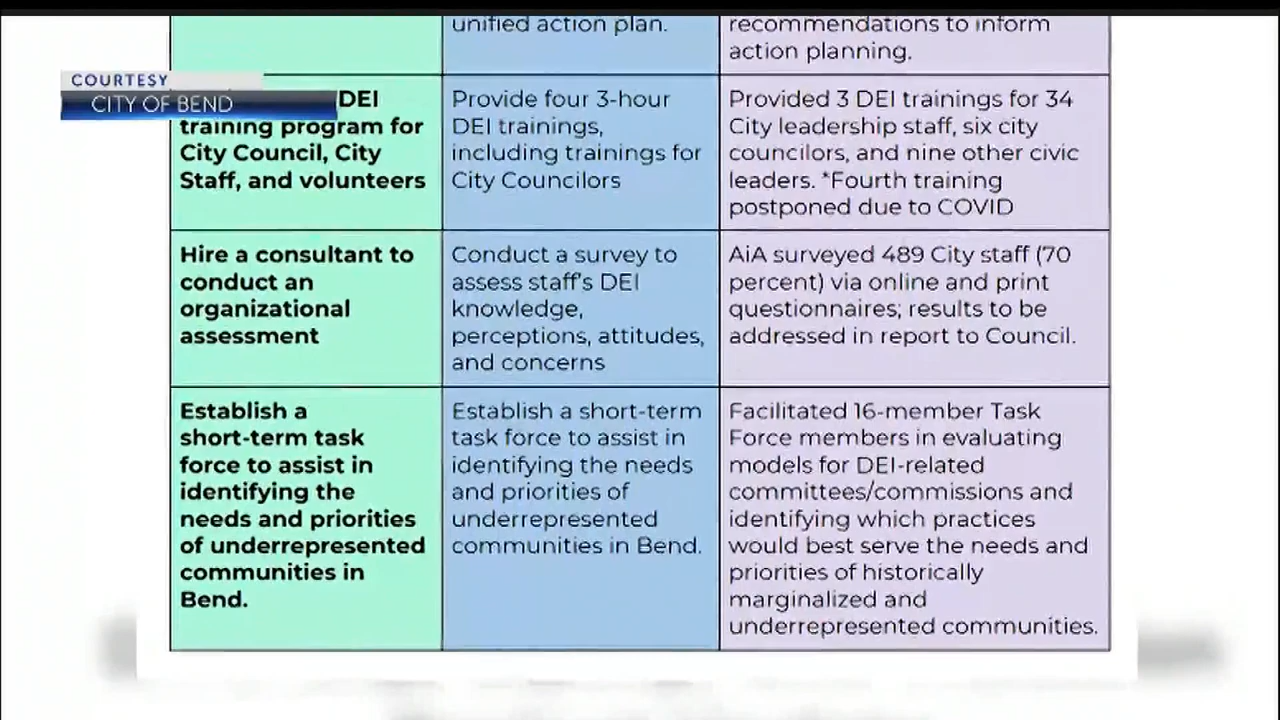 unified action plan.
recommendations to inform
action planning.
COURTESY
CITY OF BEND
DEI
training program for
City Council, City
Staff, and volunteers
Provide four 3-hour
DEI trainings,
including trainings for
City Councilors
Provided 3 DEI trainings for 34
City leadership staff, six city
councilors, and nine other civic
leaders. *Fourth training
postponed due to COVID
Hire a consultant to
conduct an
organizational
assessment
Conduct a survey to
assess staff's DEI
knowledge,
perceptions, attitudes,
and concerns
AiA surveyed 489 City staff (70
percent) via online and print
questionnaires; results to be
addressed in report to Council.
Establish a
short-term task
force to assist in
identifying the
needs and priorities
of underrepresented
communities in
Bend.
Establish a short-term
task force to assist in
identifying the needs
and priorities of
underrepresented
communities in Bend.
Facilitated 16-member Task
Force members in evaluating
models for DEI-related
committees/commissions and
identifying which practices
would best serve the needs and
priorities of historically
marginalized and
underrepresented communities.